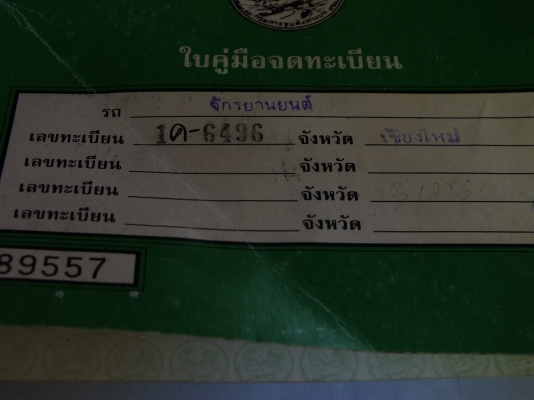 ใบคู่มือจดทะเบียน
รถ จักรยานยนต์
เลขทะเบียน 1ค-6496 จังหวัด เชียงใหม่
เลขทะเบียน จังหวัด
เลขทะเบียน จังหวัด
เลขทะเบียน จังหวัด
89557